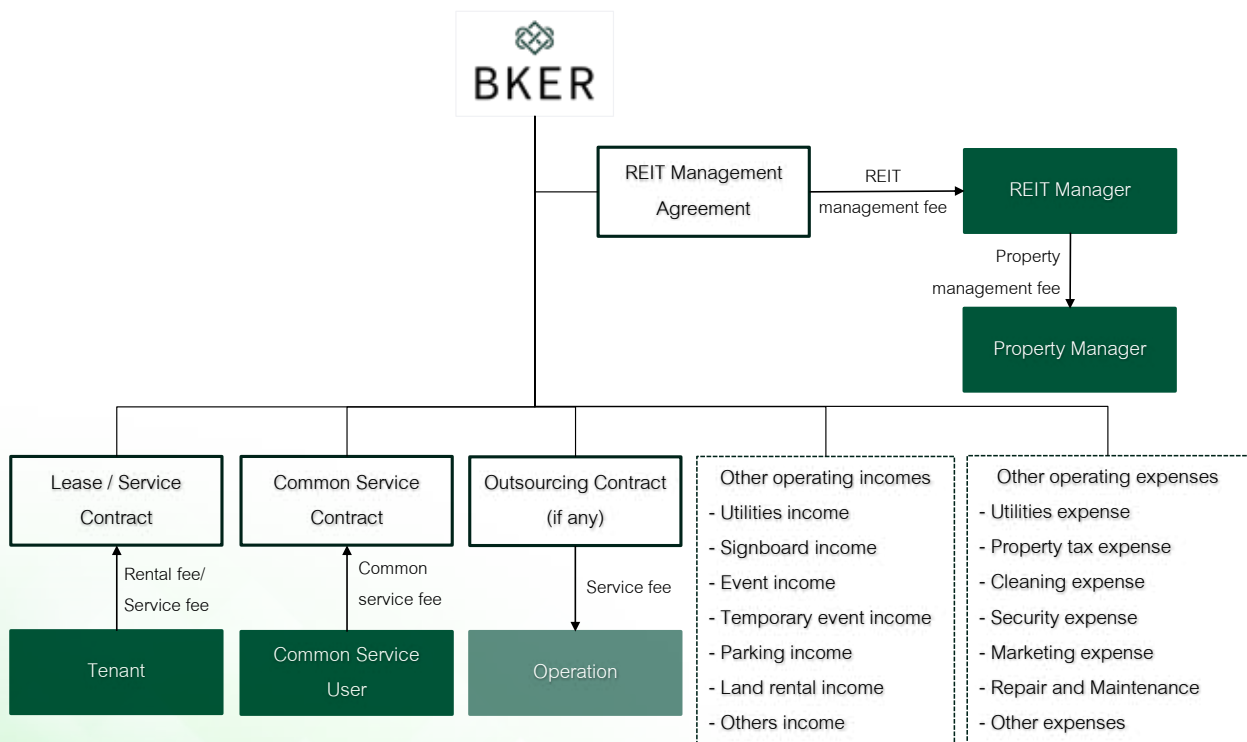 BKER
REIT Management
Agreement
REIT
management fee
REIT Manager
Property
management fee
Property Manager
Lease / Service
Contract
Rental fee/
Service fee
Tenant
Common Service
Contract
Common
service fee
Common Service
User
Outsourcing Contract
(if any)
Service fee
Operation
Other operating incomes
- Utilities income
- Signboard income
- Event income
- Temporary event income
- Parking income
- Land rental income
- Others income
Other operating expenses
- Utilities expense
- Property tax expense
- Cleaning expense
- Security expense
- Marketing expense
- Repair and Maintenance
- Other expenses